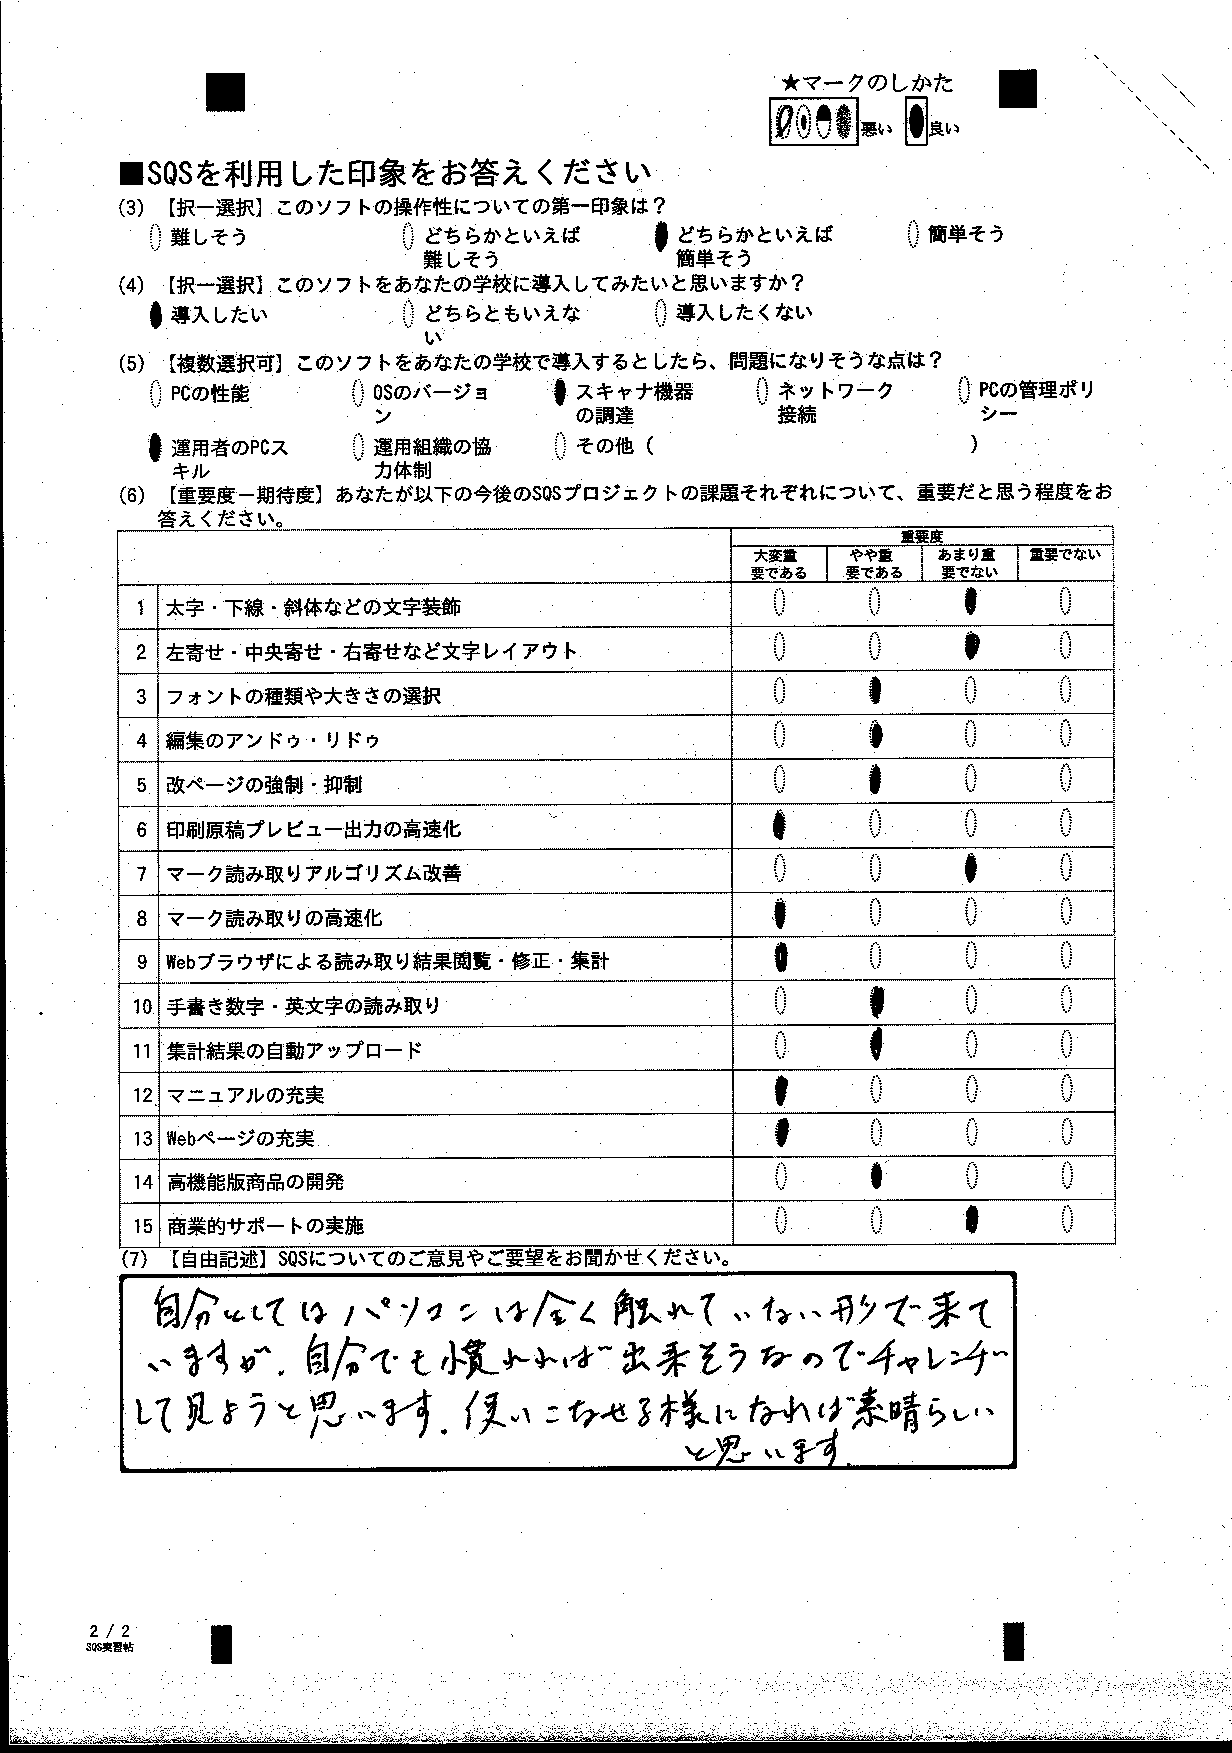 ★マークのしかた
悪い 良い
■SQSを利用した印象をお答えください
(3) 【択一選択】このソフトの操作性についての第一印象は？
難しそう どちらかといえば どちらかといえば 簡単そう
難しそう 簡単そう
(4) 【択一選択】このソフトをあなたの学校に導入してみたいと思いますか？
導入したい どちらともいえな 導入したくない
い
(5) 【複数選択可】このソフトをあなたの学校で導入するとしたら、問題になりそうな点は？
PCの性能 OSのバージョ スキャナ機器 ネットワーク PCの管理ポリ
ン の調達 接続 シー
運用者のPCス 運用組織の協 その他 ( )
キル 力体制
(6) 【重要度－期待度】あなたが以下の今後のSQSプロジェクトの課題それぞれについて、重要だと思う程度をお
答えください。
重要度
大変重 やや重 あまり重 重要でない
要である 要である 要でない
1 太字・下線・斜体などの文字装飾
2 左寄せ・中央寄せ・右寄せなど文字レイアウト
3 フォントの種類や大きさの選択
4 編集のアンドゥ・リドゥ
5 改ページの強制・抑制
6 印刷原稿プレビュー出力の高速化
7 マーク読み取りアルゴリズム改善
8 マーク読み取りの高速化
9 Webブラウザによる読み取り結果閲覧・修正・集計
10 手書き数字・英文字の読み取り
11 集計結果の自動アップロード
12 マニュアルの充実
13 Webページの充実
14 高機能版商品の開発
15 商業的サポートの実施
(7) 【自由記述】SQSについてのご意見やご要望をお聞かせください。
自分としてはパソコンは全く触れていない形で来て
いますが、自分でも慣れれば出来そうなのでチャレンヂ
して見ようと思います。使いこなせる様になれば素晴らしい
と思います。
2 / 2
SQS実習帖